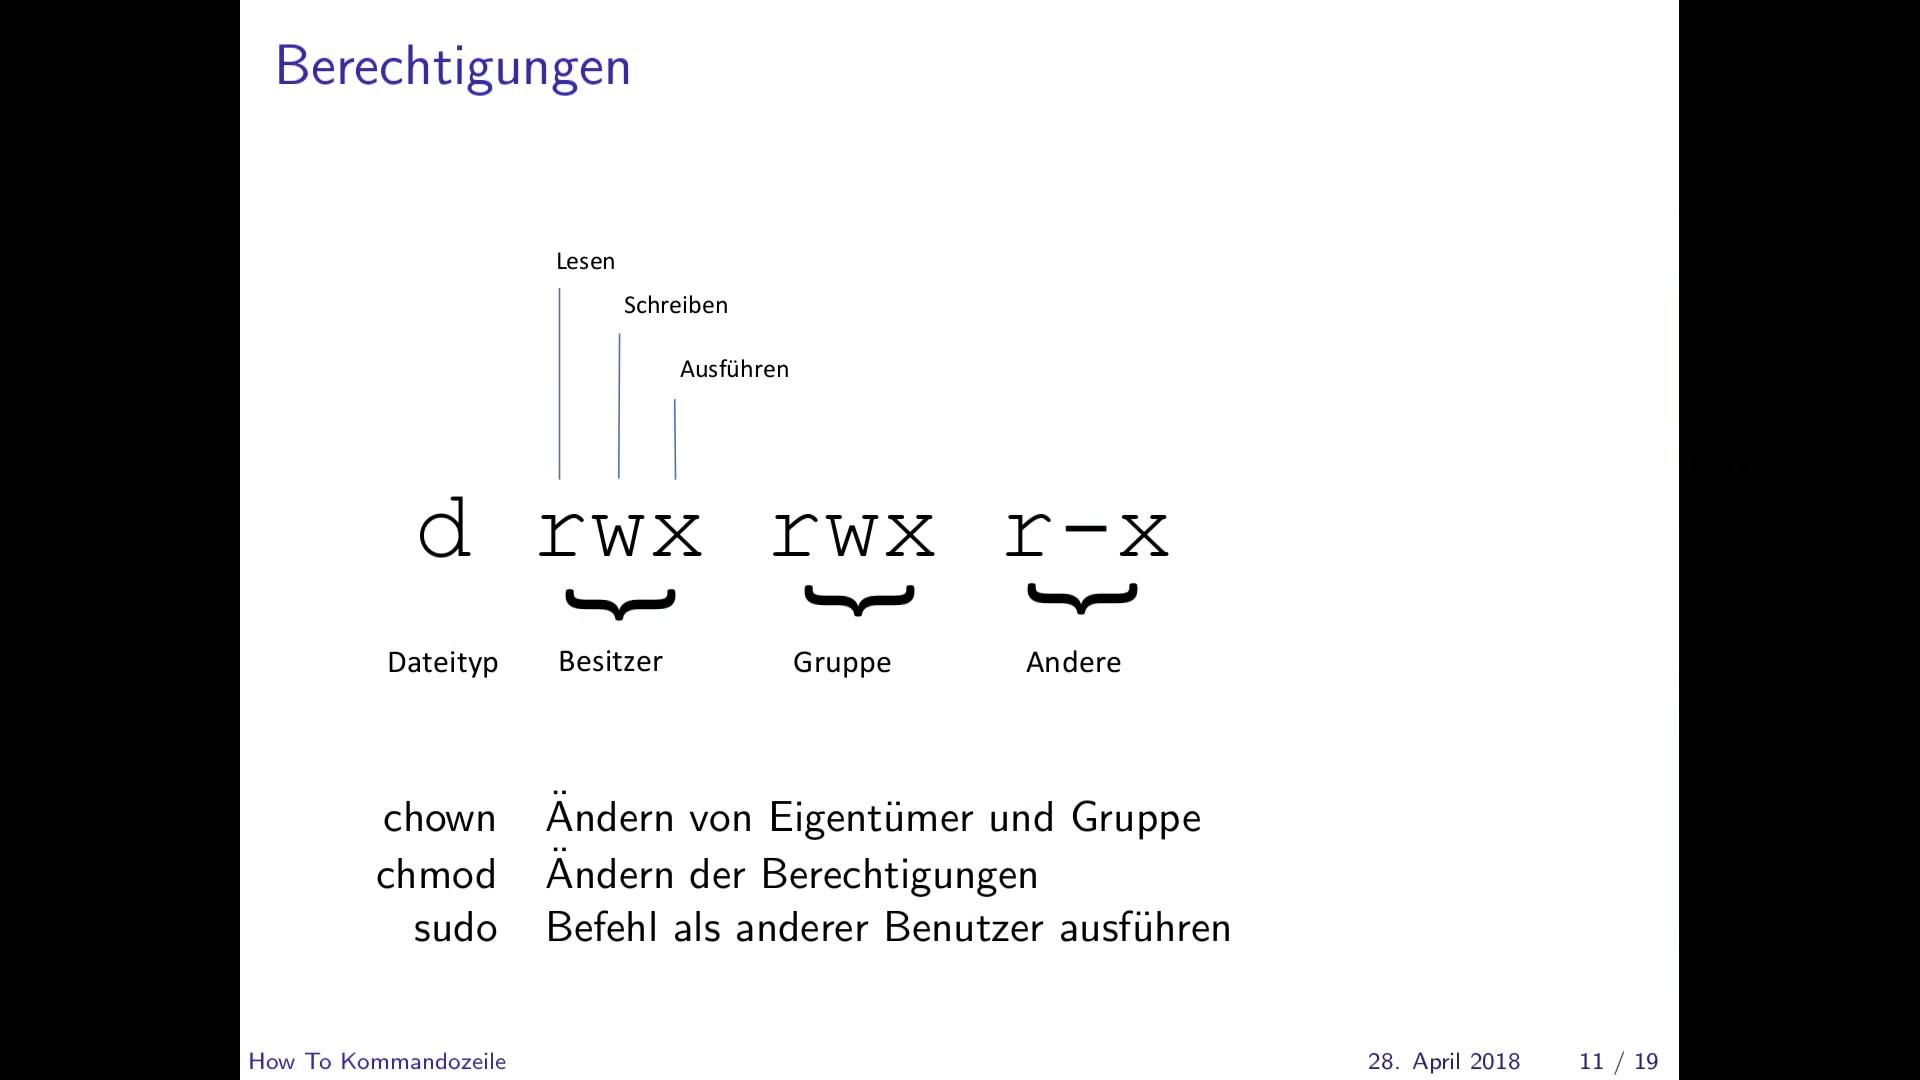 Berechtigungen
Lesen
Schreiben
Ausführen
d rwx rwx r-x
Dateityp Besitzer Gruppe Andere
chown Ändern von Eigentümer und Gruppe
chmod Ändern der Berechtigungen
sudo Befehl als anderer Benutzer ausführen
How To Kommandozeile 28. April 2018 11 / 19